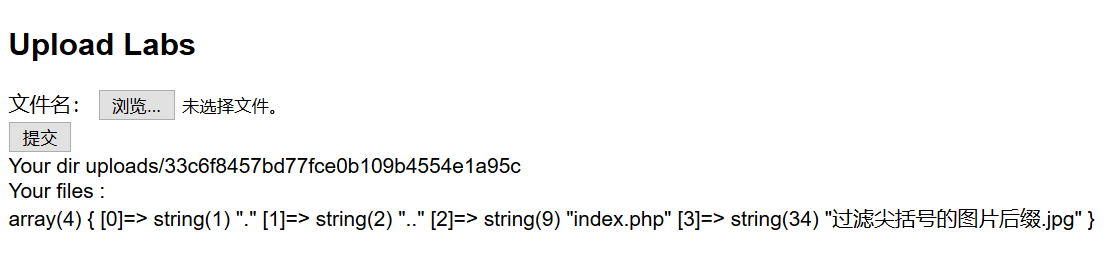 Upload Labs
文件名： 浏览... 未选择文件。
提交
Your dir uploads/33c6f8457bd77fce0b109b4554e1a95c
Your files :
array(4) { [0]=> string(1) "." [1]=> string(2) ".." [2]=> string(9) "index.php" [3]=> string(34) "过滤尖括号的图片后缀.jpg" }